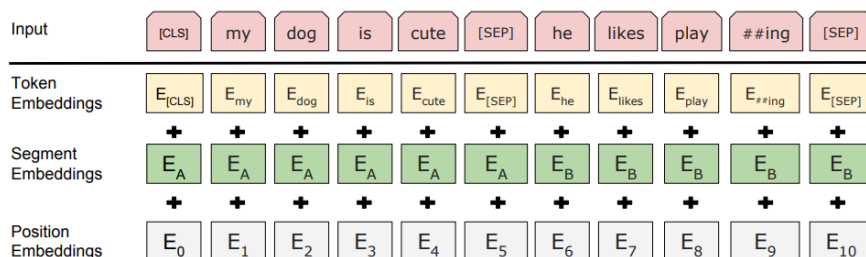 Input [CLS] my dog is cute [SEP] he likes play ##ing [SEP]
Token
Embeddings
E[CLS] Emy Edog Eis Ecute E[SEP] Ehe Elikes Eplay E##ing E[SEP]
+ + + + + + + + + + +
Segment
Embeddings
EA EA EA EA EA EA EB EB EB EB EB
+ + + + + + + + + + +
Position
Embeddings
E0 E1 E2 E3 E4 E5 E6 E7 E8 E9 E10